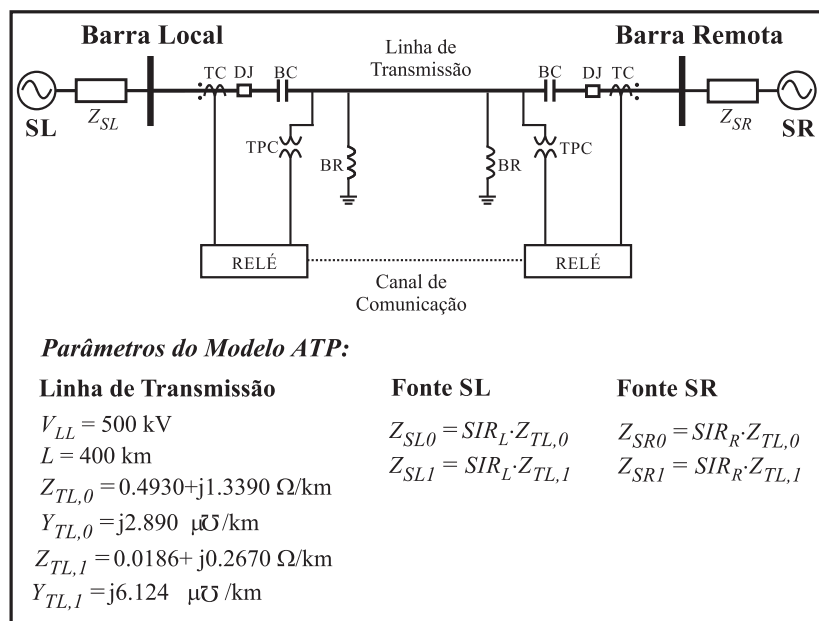 Barra Local
Linha de
Transmissão
Barra Remota
TC DJ BC
BC DJ TC
SL
Z_SL
Z_SR
SR
TPC
BR
BR
TPC
RELÉ
RELÉ
Canal de
Comunicação
Parâmetros do Modelo ATP:
Linha de Transmissão
V_LL = 500 kV
L = 400 km
Z_TL,0 = 0.4930+j1.3390 Ω/km
Y_TL,0 = j2.890 μ℧/km
Z_TL,1 = 0.0186+ j0.2670 Ω/km
Y_TL,1 = j6.124 μ℧/km
Fonte SL
Z_SL0 = SIR_L·Z_TL,0
Z_SL1 = SIR_L·Z_TL,1
Fonte SR
Z_SR0 = SIR_R·Z_TL,0
Z_SR1 = SIR_R·Z_TL,1